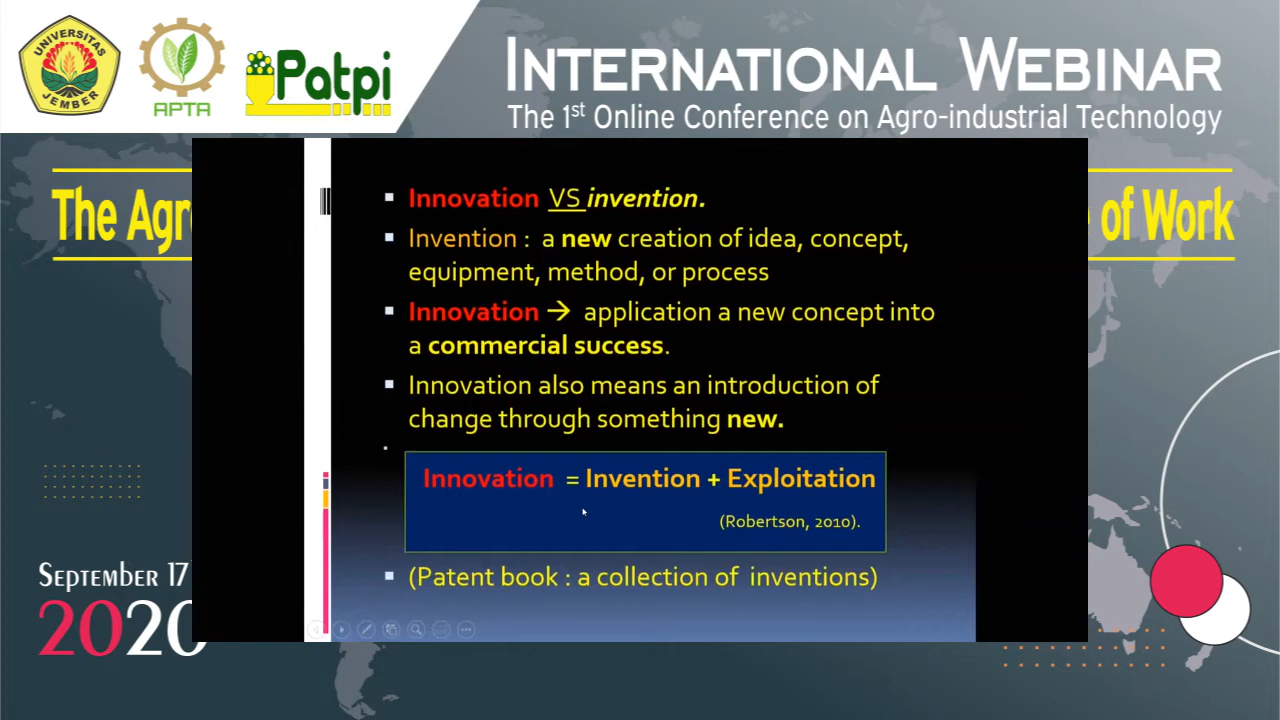 UNIVERSITAS
JEMBER
APTA
Patpi
INTERNATIONAL WEBINAR
The 1st Online Conference on Agro-industrial Technology
The Agr
of Work
Innovation VS invention.
Invention : a new creation of idea, concept,
equipment, method, or process
Innovation → application a new concept into
a commercial success.
Innovation also means an introduction of
change through something new.
Innovation = Invention + Exploitation
(Robertson, 2010).
(Patent book : a collection of inventions)
SEPTEMBER 17
2020